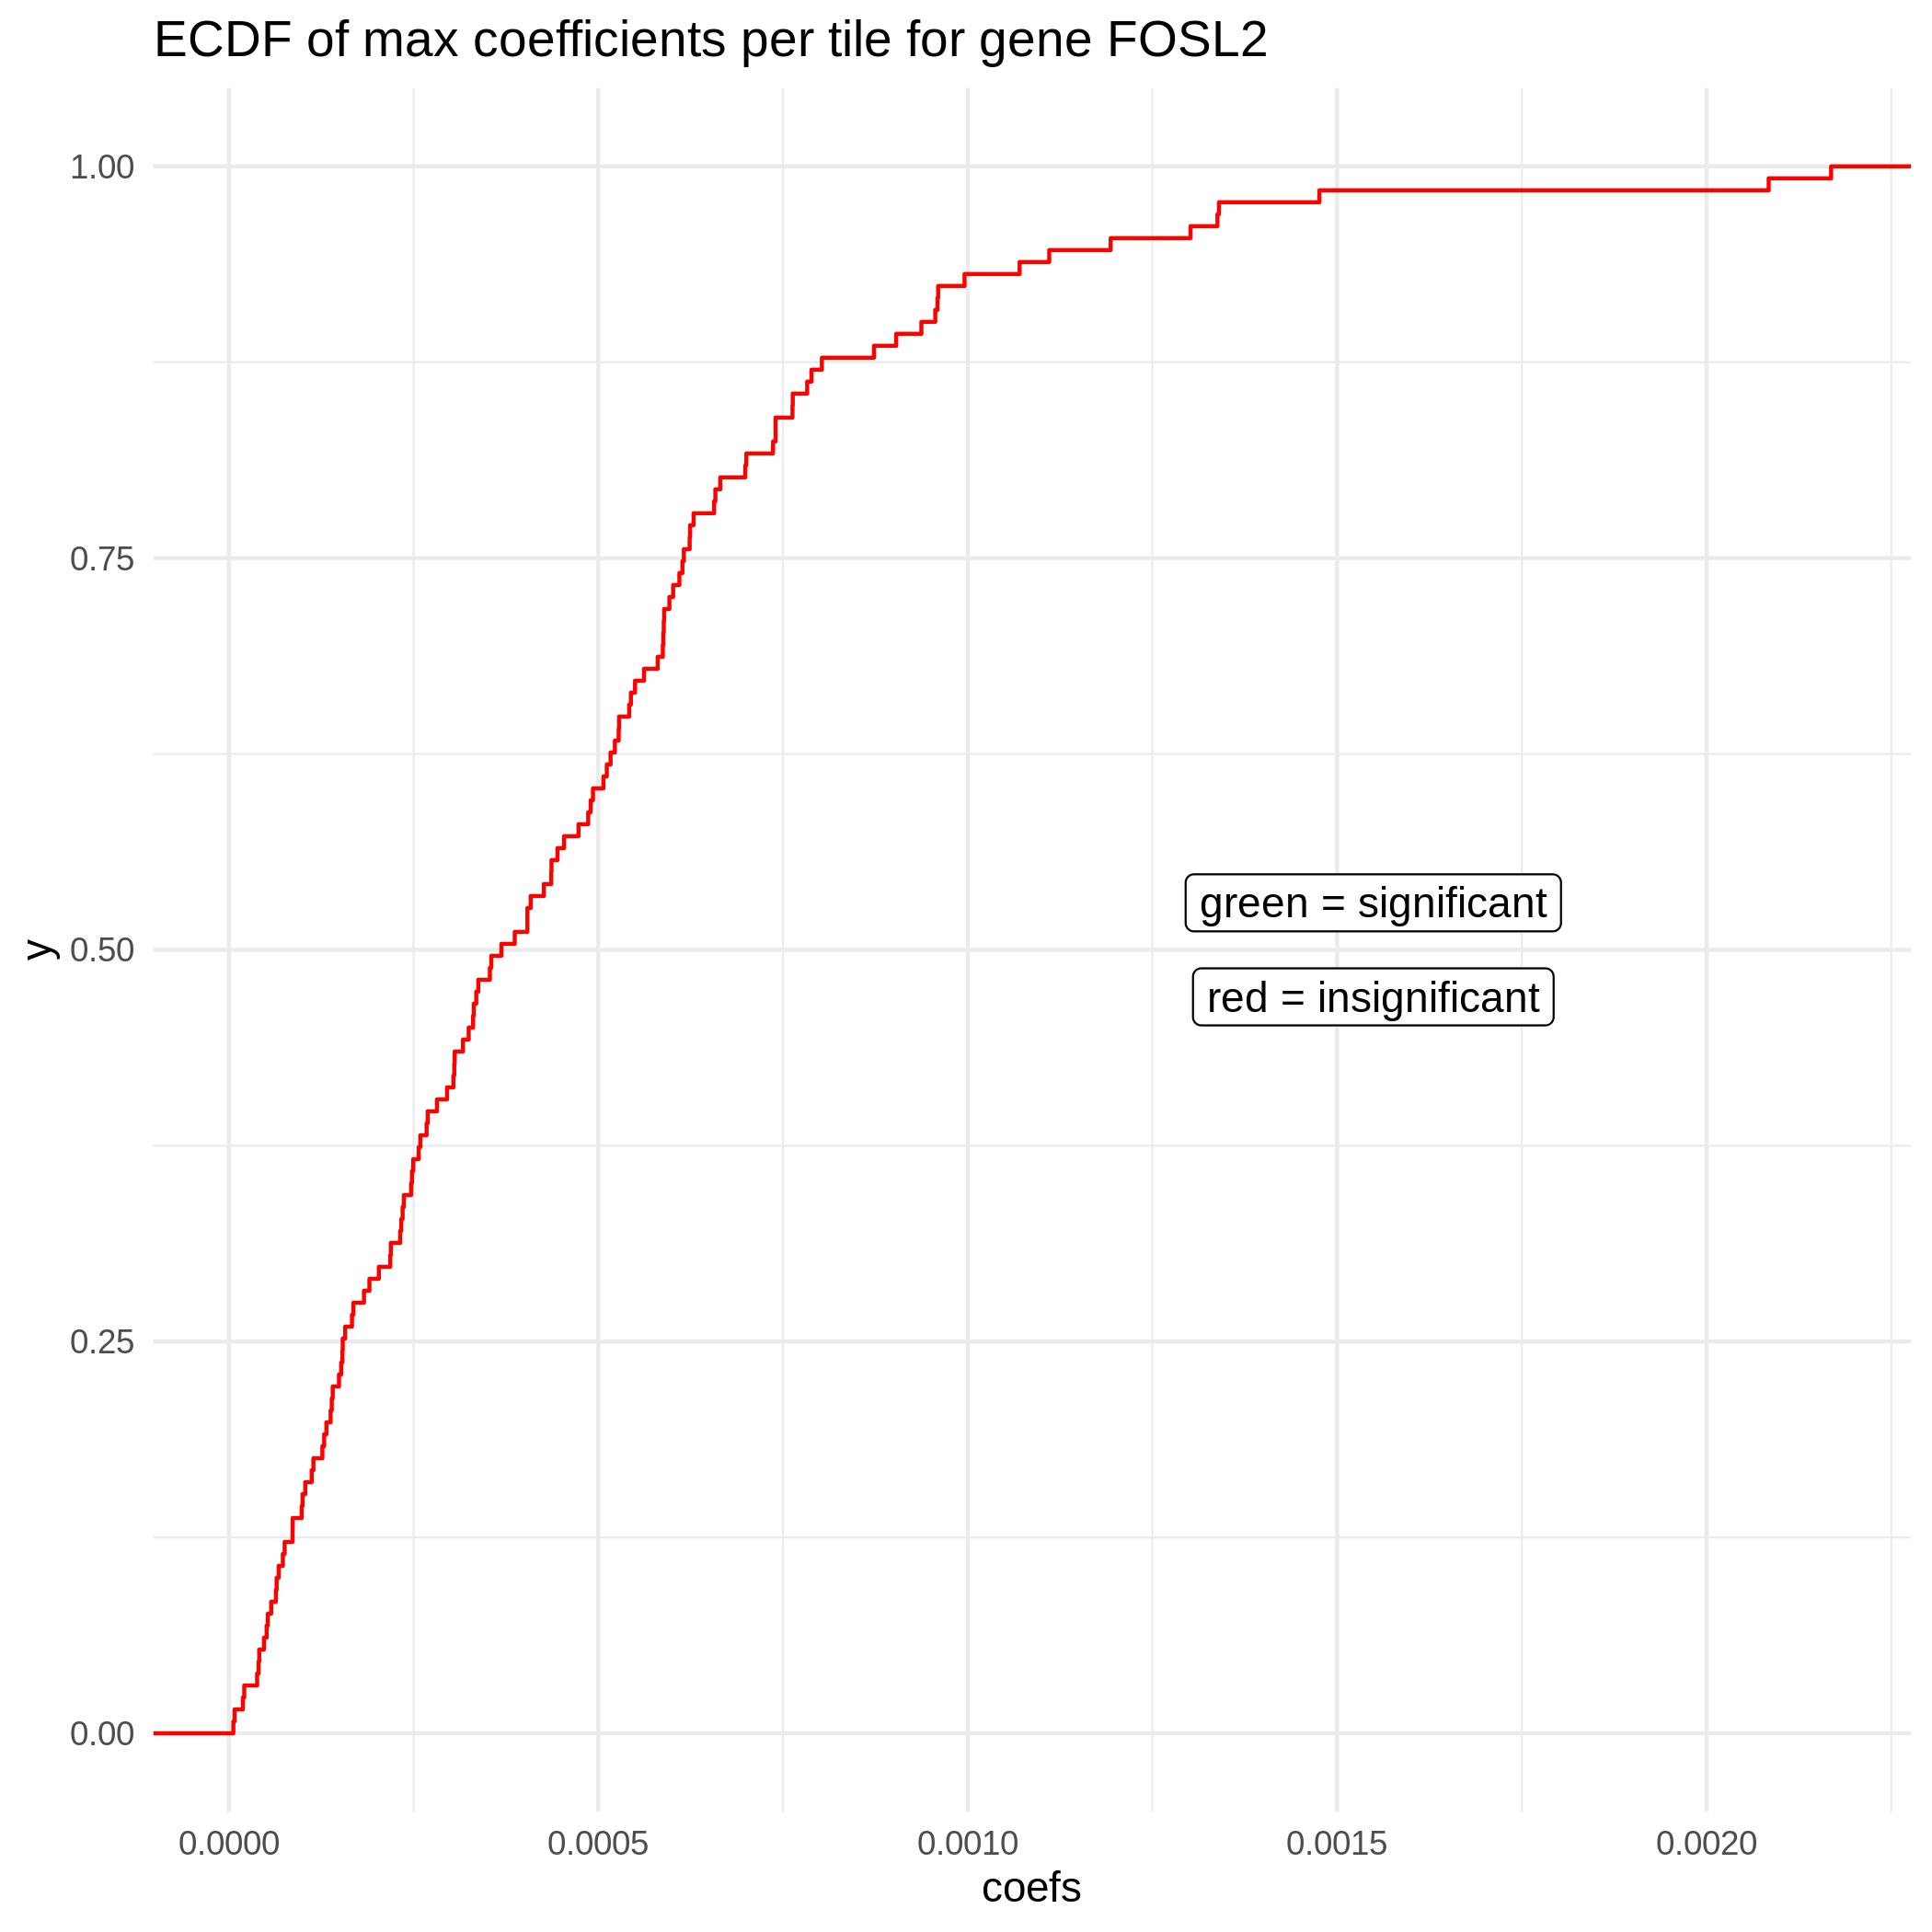 ECDF of max coefficients per tile for gene FOSL2
1.00
0.75
0.50
0.25
0.00
y
green = significant
red = insignificant
0.0000 0.0005 0.0010 0.0015 0.0020
coefs